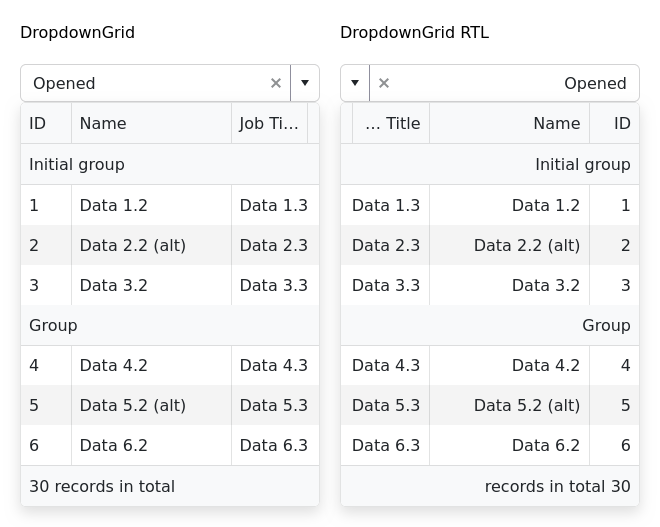 DropdownGrid
Opened
ID Name Job Ti...
Initial group
1 Data 1.2 Data 1.3
2 Data 2.2 (alt) Data 2.3
3 Data 3.2 Data 3.3
Group
4 Data 4.2 Data 4.3
5 Data 5.2 (alt) Data 5.3
6 Data 6.2 Data 6.3
30 records in total
DropdownGrid RTL
Opened
... Title Name ID
Initial group
Data 1.3 Data 1.2 1
Data 2.3 Data 2.2 (alt) 2
Data 3.3 Data 3.2 3
Group
Data 4.3 Data 4.2 4
Data 5.3 Data 5.2 (alt) 5
Data 6.3 Data 6.2 6
records in total 30